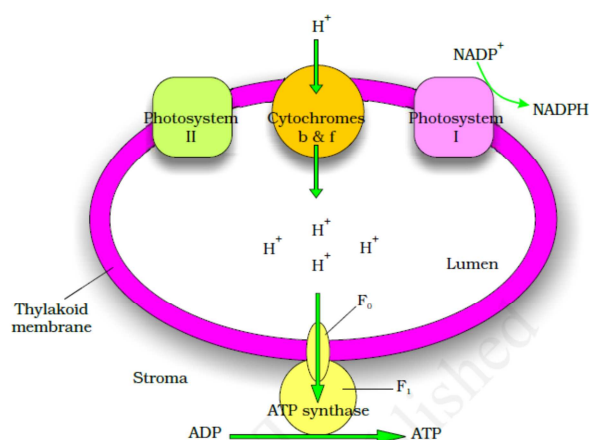 H+
NADP+
NADPH
Photosystem
II
Cytochromes
b & f
Photosystem
I
H+
H+
H+
H+
Lumen
Thylakoid
membrane
F0
Stroma
F1
ATP synthase
ADP
ATP